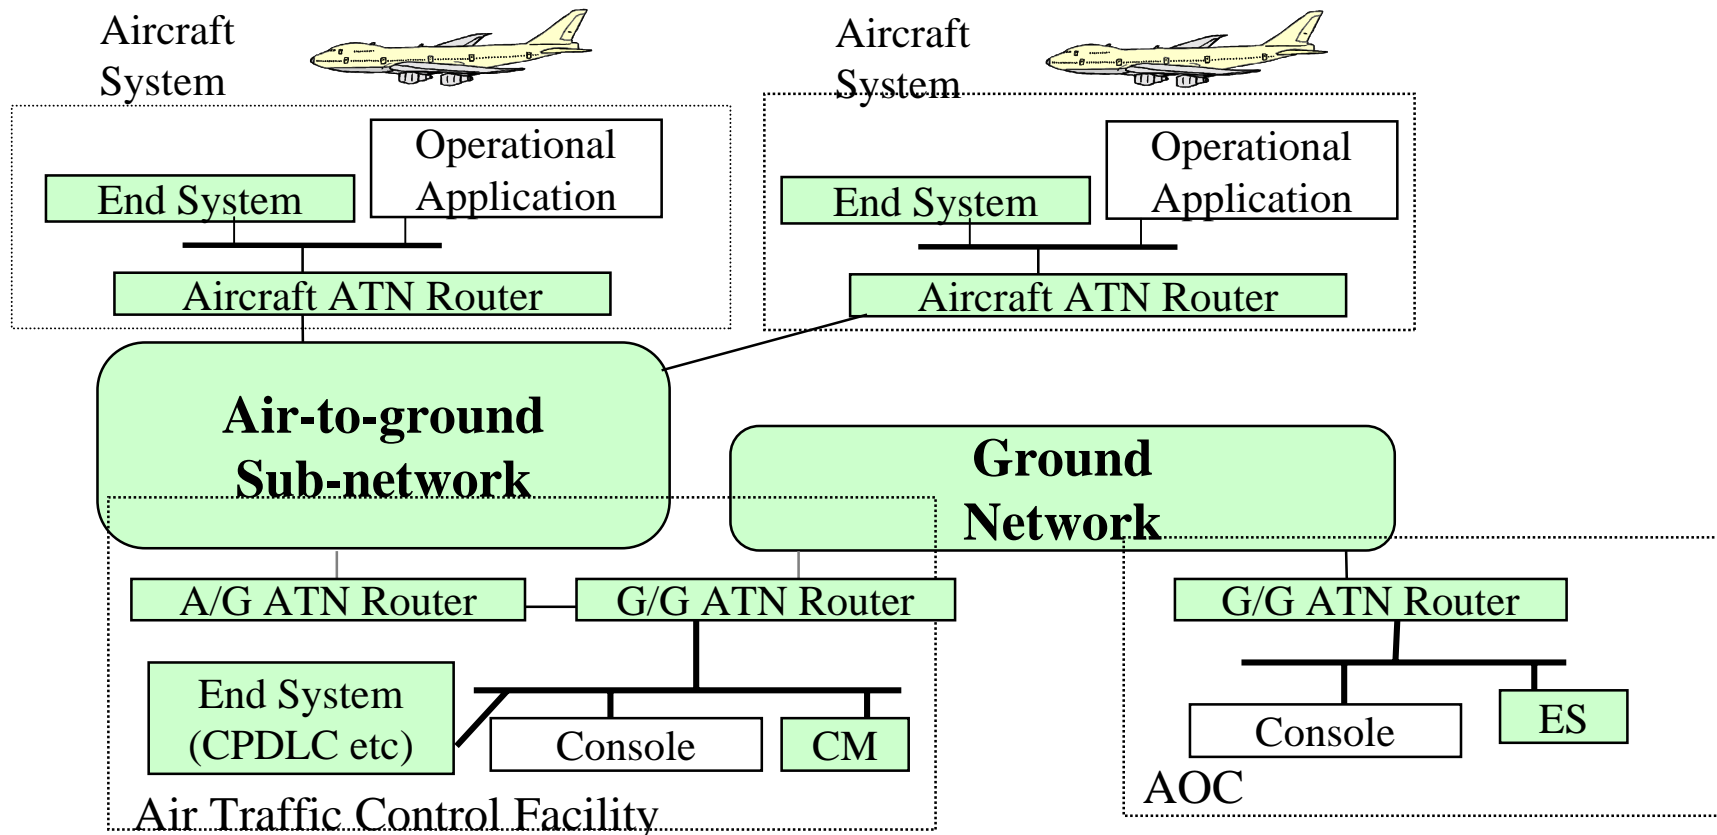 Aircraft
System
Aircraft
System
Operational
Application
End System
Aircraft ATN Router
Operational
Application
End System
Aircraft ATN Router
Air-to-ground
Sub-network
Ground
Network
A/G ATN Router
G/G ATN Router
G/G ATN Router
End System
(CPDLC etc)
Console
CM
Console
ES
Air Traffic Control Facility
AOC